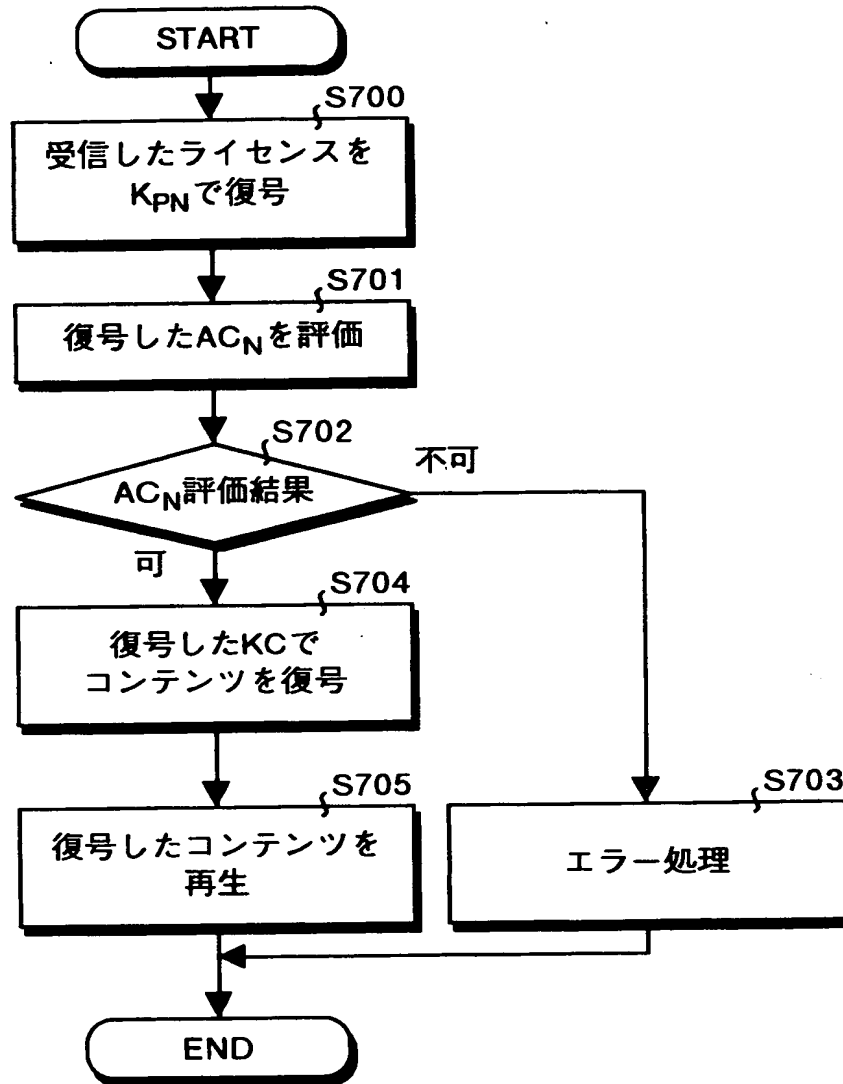 START
S700
受信したライセンスを
KPNで復号
S701
復号したACNを評価
S702
不可
ACN評価結果
可
S704
復号したKCで
コンテンツを復号
S705
復号したコンテンツを
再生
S703
エラー処理
END